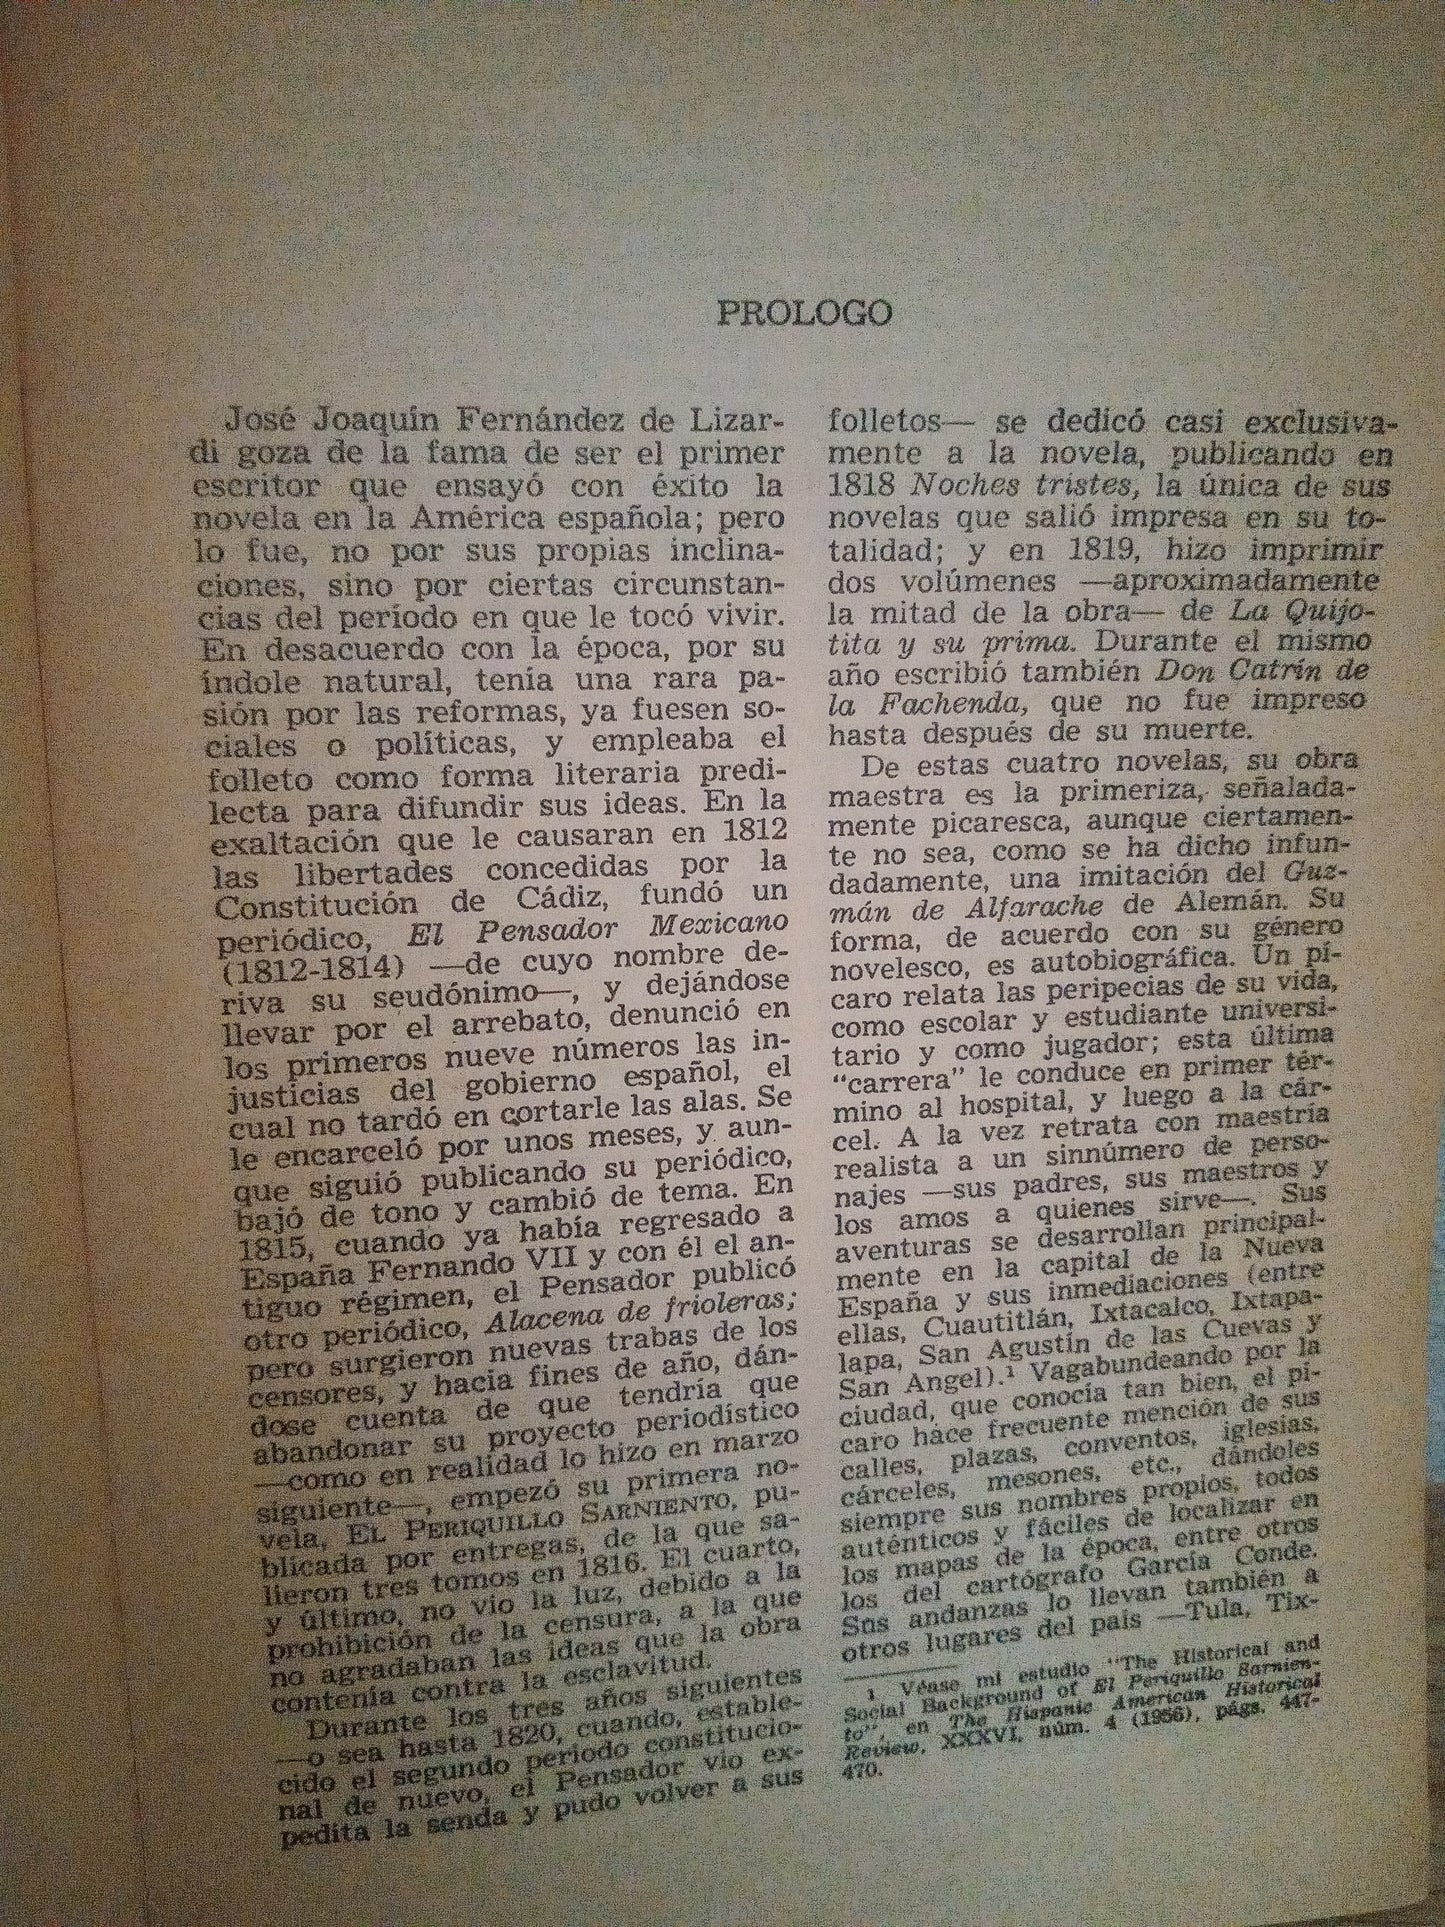 PROLOGO
José Joaquín Fernández de Lizar-
di goza de la fama de ser el primer
escritor que ensayó con éxito la
novela en la América española; pero
lo fue, no por sus propias inclina-
ciones, sino por ciertas circunstan-
cias del período en que le tocó vivir.
En desacuerdo con la época, por su
índole natural, tenía una rara pa-
sión por las reformas, ya fuesen so-
ciales o políticas, y empleaba el
folleto como forma literaria predi-
lecta para difundir sus ideas. En la
exaltación que le causaran en 1812
las libertades concedidas por la
Constitución de Cádiz, fundó un
periódico, El Pensador Mexicano
(1812-1814) —de cuyo nombre de-
riva su seudónimo—, y dejándose
llevar por el arrebato, denunció en
los primeros nueve números las in-
justicias del gobierno español, el
cual no tardó en cortarle las alas. Se
le encarceló por unos meses, y aun-
que siguió publicando su periódico,
bajó de tono y cambió de tema. En
1815, cuando ya había regresado a
España Fernando VII y con él el an-
tiguo régimen, el Pensador publicó
otro periódico, Alacena de frioleras;
pero surgieron nuevas trabas de los
censores, y hacia fines de año, dán-
dose cuenta de que tendría que
abandonar su proyecto periodístico
—como en realidad lo hizo en marzo
siguiente—, empezó su primera no-
vela, EL PERIQUILLO SARNIENTO, pu-
blicada por entregas, de la que sa-
lieron tres tomos en 1816. El cuarto,
y último, no vio la luz, debido a la
prohibición de la censura, a la que
no agradaban las ideas que la obra
contenía contra la esclavitud.
Durante los tres años siguientes
—o sea hasta 1820, cuando, estable-
cido el segundo período constitucio-
nal de nuevo, el Pensador vio ex-
pedita la senda y pudo volver a sus
folletos— se dedicó casi exclusiva-
mente a la novela, publicando en
1818 Noches tristes, la única de sus
novelas que salió impresa en su to-
talidad; y en 1819, hizo imprimir
dos volúmenes —aproximadamente
la mitad de la obra— de La Quijo-
tita y su prima. Durante el mismo
año escribió también Don Catrín de
la Fachenda, que no fue impreso
hasta después de su muerte.
De estas cuatro novelas, su obra
maestra es la primeriza, señalada-
mente picaresca, aunque ciertamen-
te no sea, como se ha dicho infun-
dadamente, una imitación del Guz-
mán de Alfarache de Alemán. Su
forma, de acuerdo con su género
novelesco, es autobiográfica. Un pí-
caro relata las peripecias de su vida,
como escolar y estudiante universi-
tario y como jugador; esta última
"carrera" le conduce en primer tér-
mino al hospital, y luego a la cár-
cel. A la vez retrata con maestría
realista a un sinnúmero de perso-
najes —sus padres, sus maestros y
los amos a quienes sirve—. Sus
aventuras se desarrollan principal-
mente en la capital de la Nueva
España y sus inmediaciones (entre
ellas, Cuautitlán, Ixtacalco, Ixtapa-
lapa, San Agustín de las Cuevas y
San Angel).¹ Vagabundeando por la
ciudad, que conocía tan bien, el pí-
caro hace frecuente mención de sus
calles, plazas, conventos, iglesias,
cárceles, mesones, etc., dándoles
siempre sus nombres propios, todos
auténticos y fáciles de localizar en
los mapas de la época, entre otros
los del cartógrafo García Conde.
Sus andanzas lo llevan también a
otros lugares del país —Tula, Tix-
1 Véase mi estudio "The Historical and
Social Background of El Periquillo Sarnien-
to", en The Hispanic American Historical
Review, XXXVI, núm. 4 (1956), págs. 447-
470.